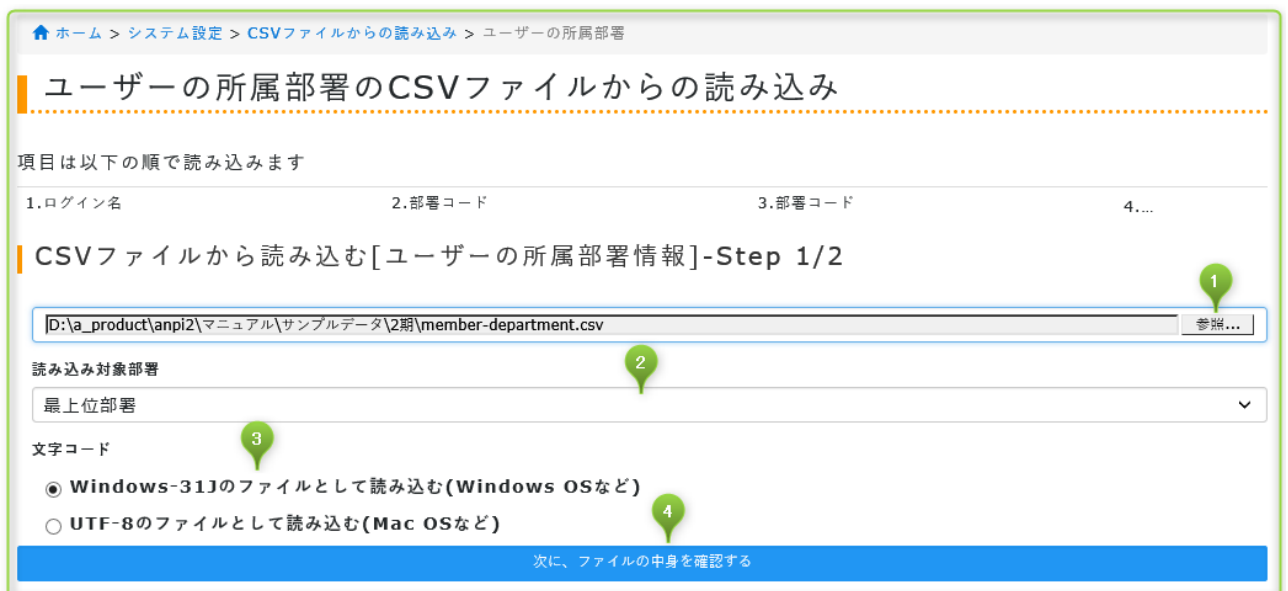 ホーム > システム設定 > CSVファイルからの読み込み > ユーザーの所属部署
ユーザーの所属部署のCSVファイルからの読み込み
項目は以下の順で読み込みます
1.ログイン名 2.部署コード 3.部署コード 4....
CSVファイルから読み込む[ユーザーの所属部署情報]-Step 1/2
1
D:\a_product\anpi2\マニュアル\サンプルデータ\2期\member-department.csv 参照...
読み込み対象部署
2
最上位部署
文字コード
3
Windows-31Jのファイルとして読み込む(Windows OSなど)
UTF-8のファイルとして読み込む(Mac OSなど)
4
次に、ファイルの中身を確認する